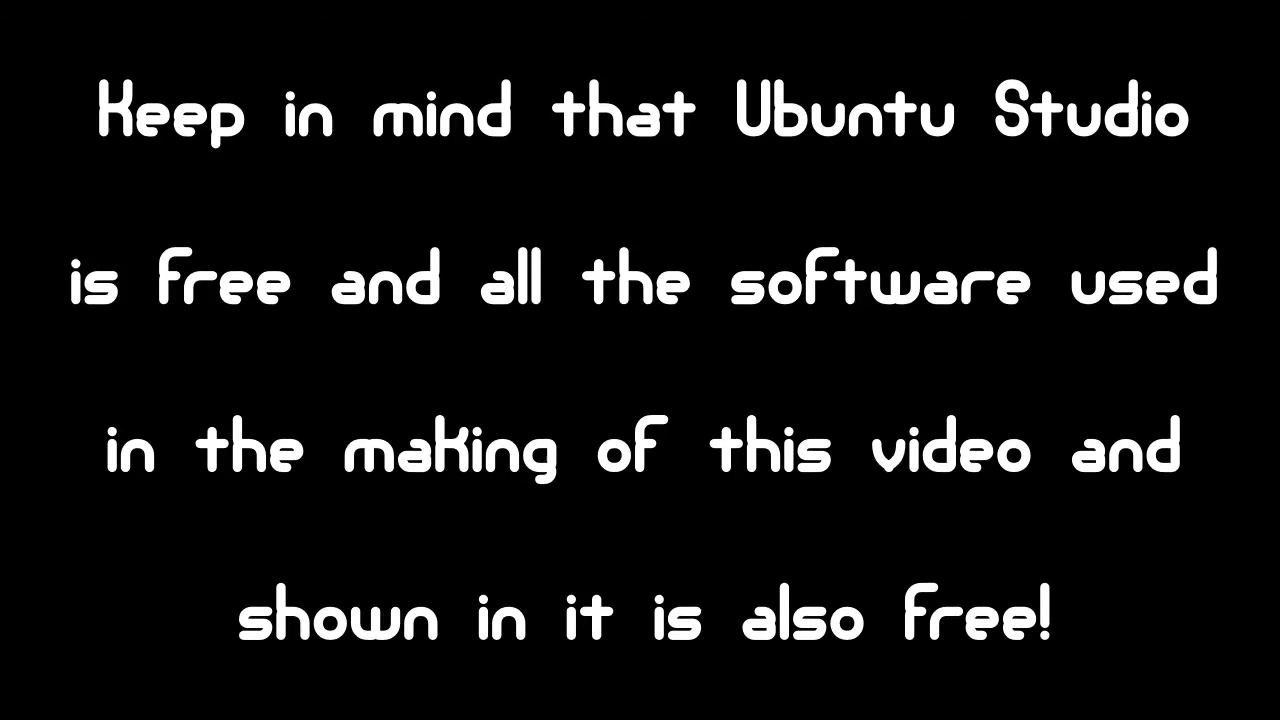 Keep in mind that Ubuntu Studio
is free and all the software used
in the making of this video and
shown in it is also free!